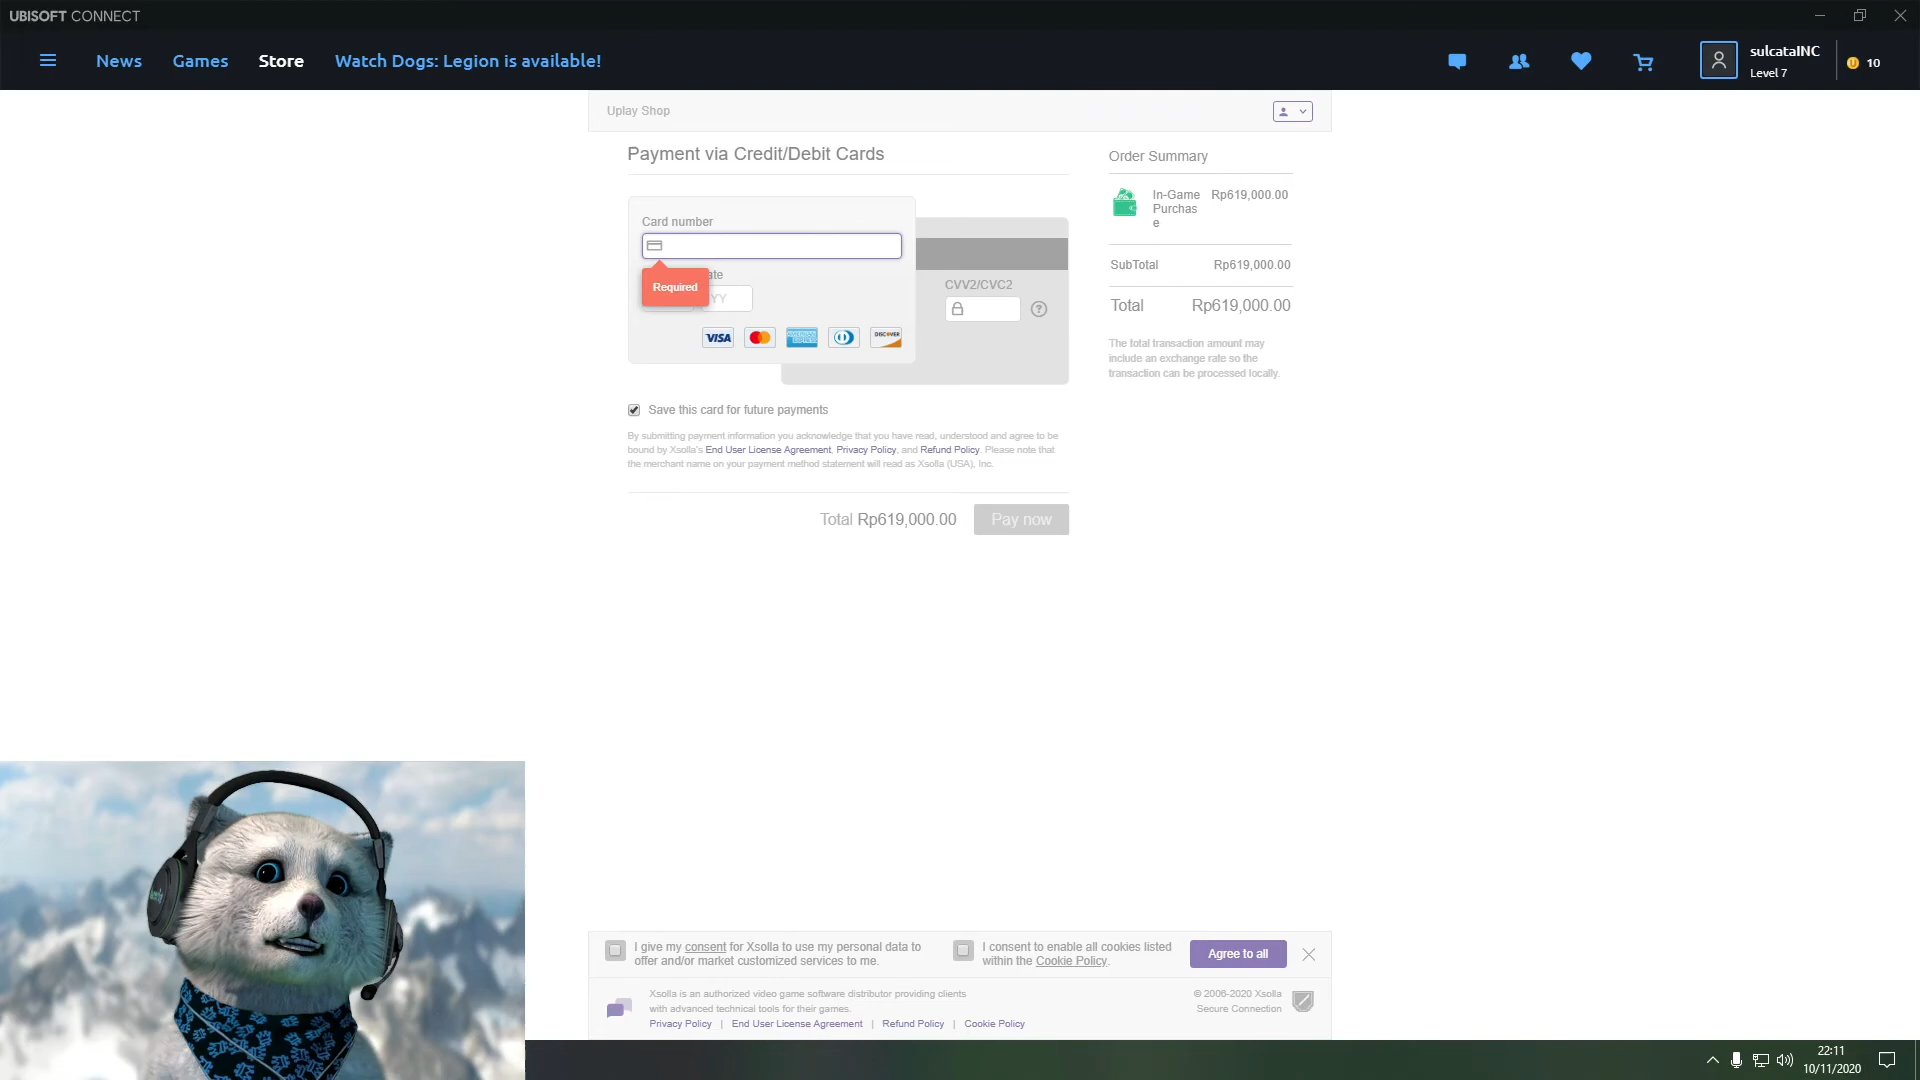 UBISOFT CONNECT
News
Games
Store
Watch Dogs: Legion is available!
sulcataINC
Level 7
10
Uplay Shop
Payment via Credit/Debit Cards
Card number
Required
ate
YY
CVV2/CVC2
VISA
AMERICAN EXPRESS
DISCOVER
Save this card for future payments
By submitting payment information you acknowledge that you have read, understood and agree to be
bound by Xsolla's End User License Agreement, Privacy Policy, and Refund Policy. Please note that
the merchant name on your payment method statement will read as Xsolla (USA), Inc.
Total Rp619,000.00
Pay now
Order Summary
In-Game Rp619,000.00
Purchas
e
SubTotal Rp619,000.00
Total Rp619,000.00
The total transaction amount may
include an exchange rate so the
transaction can be processed locally.
I give my consent for Xsolla to use my personal data to
offer and/or market customized services to me.
I consent to enable all cookies listed
within the Cookie Policy.
Agree to all
Xsolla is an authorized video game software distributor providing clients
with advanced technical tools for their games.
Privacy Policy | End User License Agreement | Refund Policy | Cookie Policy
© 2006-2020 Xsolla
Secure Connection
22:11
10/11/2020